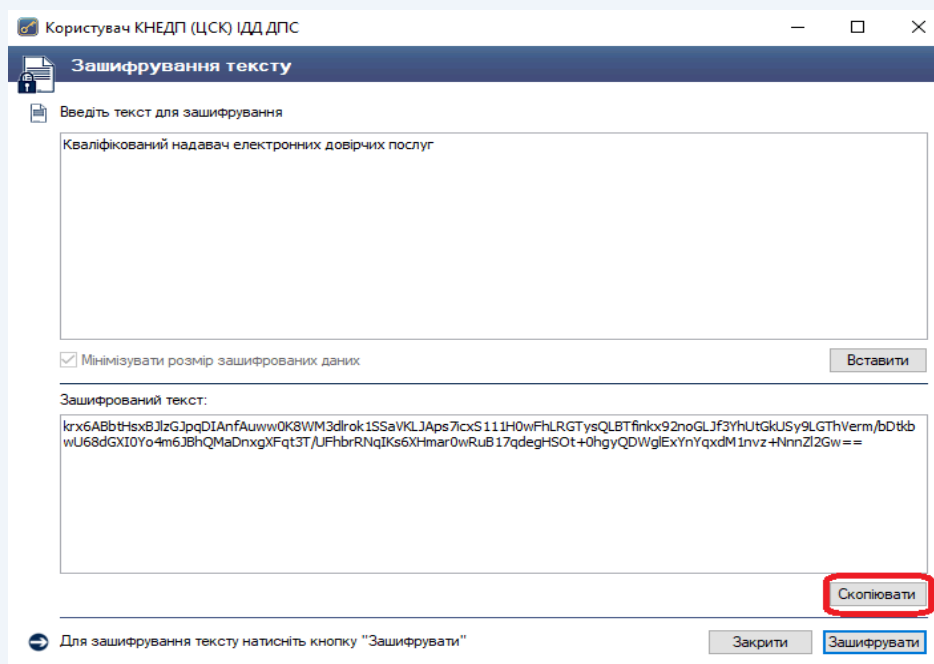 Користувач КНЕДП (ЦСК) ІДД ДПС
Зашифрування тексту
Введіть текст для зашифрування
Кваліфікований надавач електронних довірчих послуг
Мінімізувати розмір зашифрованих даних
Вставити
Зашифрований текст:
krx6ABbtHsxBJlzGJpqDIAnfAuww0K8WM3dlrok1SSaVKLJAps7icxS111H0wFhLRGTysQLBTfinkx92noGLJf3YhUtGkUSy9LGThVerm/bDtkb
wU68dGXI0Yo4m6JBhQMaDnxgXFqt3T/UFhbrRNqIKs6XHmar0wRuB17qdegHSOt+0hgyQDWglExYnYqxdM1nvz+NnnZl2Gw==
Скопіювати
Для зашифрування тексту натисніть кнопку "Зашифрувати"
Закрити
Зашифрувати